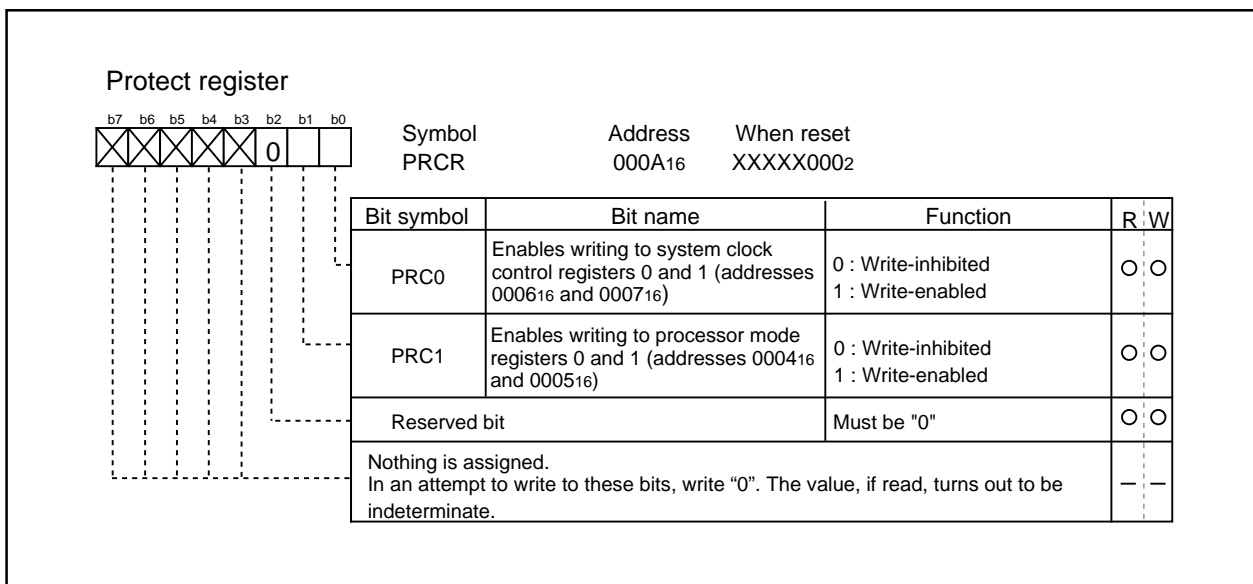 Protect register
b7 b6 b5 b4 b3 b2 b1 b0
0
Symbol Address When reset
PRCR 000A16 XXXXX0002
Bit symbol Bit name Function R W
PRC0
Enables writing to system clock
control registers 0 and 1 (addresses
000616 and 000716)
0 : Write-inhibited
1 : Write-enabled
PRC1
Enables writing to processor mode
registers 0 and 1 (addresses 000416
and 000516)
0 : Write-inhibited
1 : Write-enabled
Reserved bit Must be "0"
Nothing is assigned.
In an attempt to write to these bits, write “0”. The value, if read, turns out to be
indeterminate.